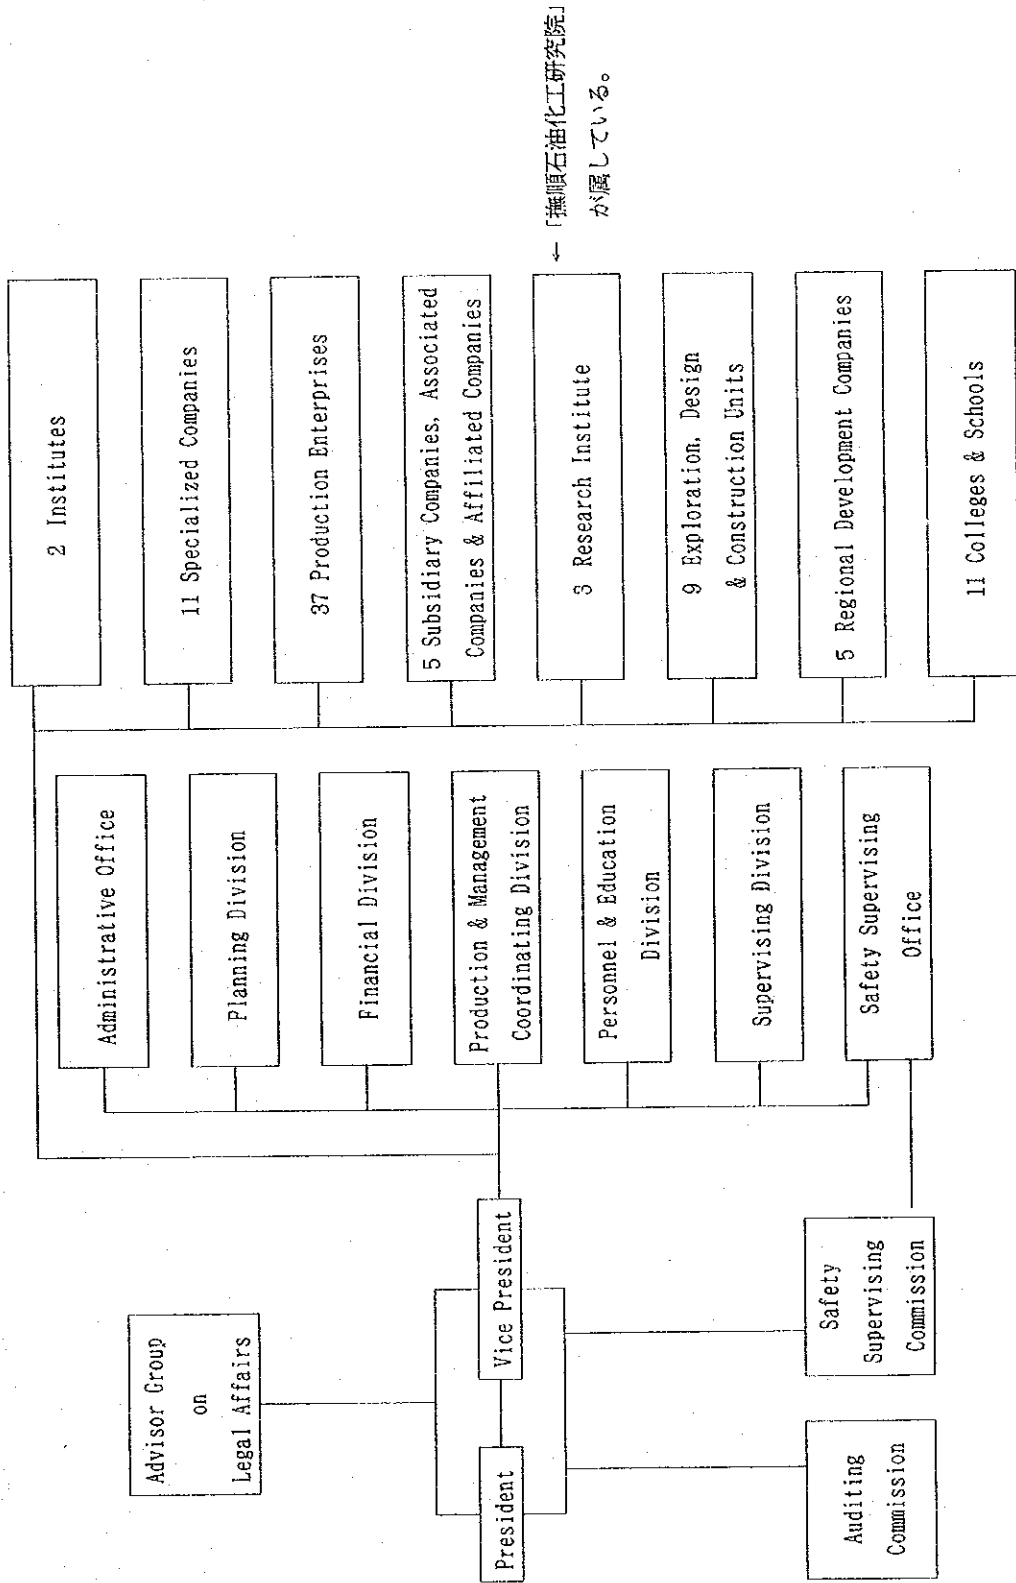 Advisor Group
on
Legal Affairs
President
Vice President
Auditing
Commission
Safety
Supervising
Commission
Administrative Office
Planning Division
Financial Division
Production & Management
Coordinating Division
Personnel & Education
Division
Supervising Division
Safety Supervising
Office
2 Institutes
11 Specialized Companies
37 Production Enterprises
5 Subsidiary Companies, Associated
Companies & Affiliated Companies
3 Research Institute
9 Exploration, Design
& Construction Units
5 Regional Development Companies
11 Colleges & Schools
←「撫順石油化工研究院」
が属している。